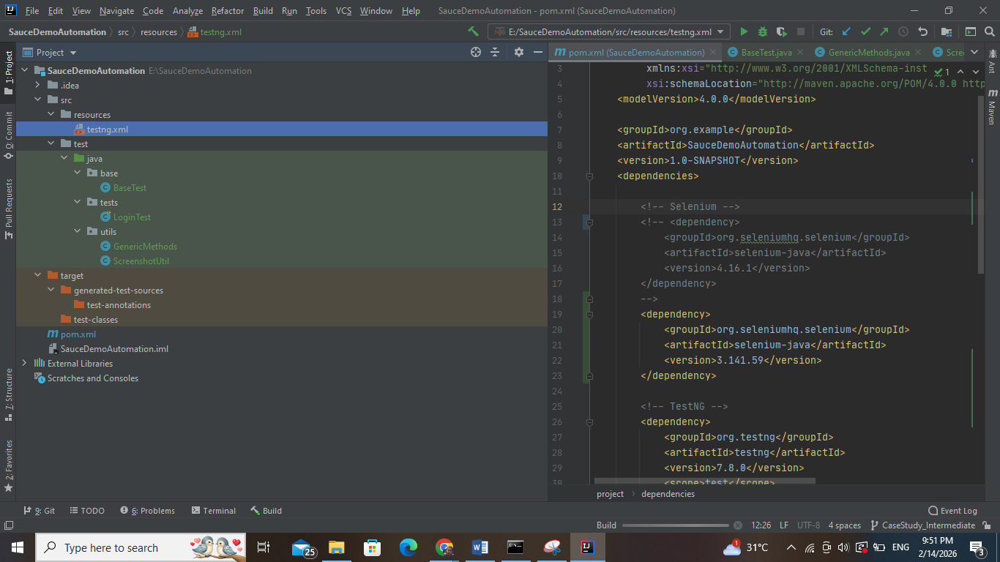 File Edit View Navigate Code Analyze Refactor Build Run Tools VCS Window Help SauceDemoAutomation - pom.xml (SauceDemoAutomation)
SauceDemoAutomation src resources testng.xml E:/SauceDemoAutomation/src/resources/testng.xml Git:
Project
pom.xml (SauceDemoAutomation) BaseTest.java GenericMethods.java Scre
1: Project
0: Commit
Pull Requests
7: Structure
2: Favorites
SauceDemoAutomation E:\SauceDemoAutomation
.idea
src
resources
testng.xml
test
java
base
BaseTest
tests
LoginTest
utils
GenericMethods
ScreenshotUtil
target
generated-test-sources
test-annotations
test-classes
pom.xml
SauceDemoAutomation.iml
External Libraries
Scratches and Consoles
1
3 xmlns:xsi="http://www.w3.org/2001/XMLSchema-inst
4 xsi:schemaLocation="http://maven.apache.org/POM/4.0.0 http
5 <modelVersion>4.0.0</modelVersion>
6
7 <groupId>org.example</groupId>
8 <artifactId>SauceDemoAutomation</artifactId>
9 <version>1.0-SNAPSHOT</version>
10 <dependencies>
11
12 <!-- Selenium -->
13 <!-- <dependency>
14 <groupId>org.seleniumhq.selenium</groupId>
15 <artifactId>selenium-java</artifactId>
16 <version>4.16.1</version>
17 </dependency>
18 -->
19 <dependency>
20 <groupId>org.seleniumhq.selenium</groupId>
21 <artifactId>selenium-java</artifactId>
22 <version>3.141.59</version>
23 </dependency>
24
25 <!-- TestNG -->
26 <dependency>
27 <groupId>org.testng</groupId>
28 <artifactId>testng</artifactId>
29 <version>7.8.0</version>
30 <scope>test</scope>
Ant
Maven
project dependencies
9: Git TODO 6: Problems Terminal Build Event Log
Build 12:26 LF UTF-8 4 spaces CaseStudy_Intermediate
Type here to search 25 1 31°C ENG 9:51 PM
2/14/2026 3